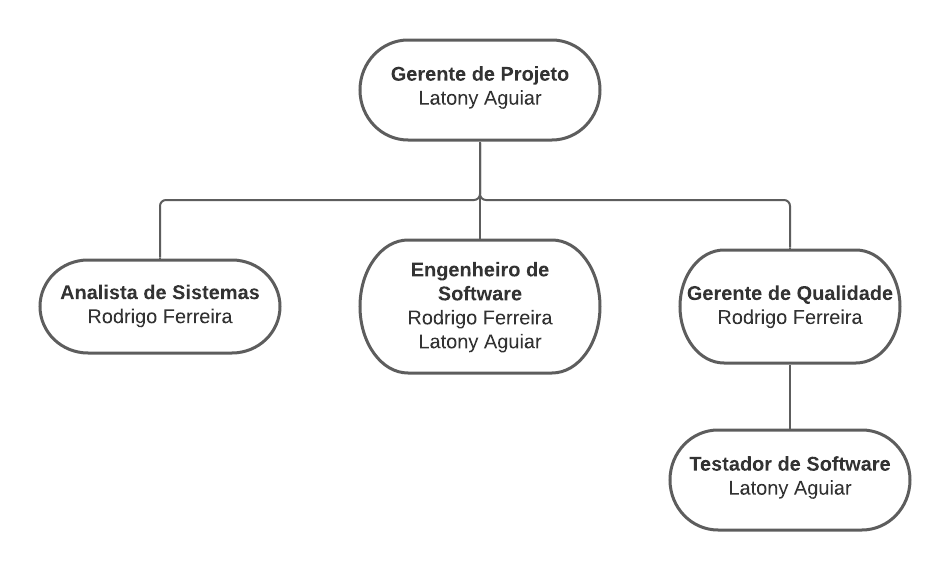 Gerente de Projeto
Latony Aguiar
Analista de Sistemas
Rodrigo Ferreira
Engenheiro de
Software
Rodrigo Ferreira
Latony Aguiar
Gerente de Qualidade
Rodrigo Ferreira
Testador de Software
Latony Aguiar